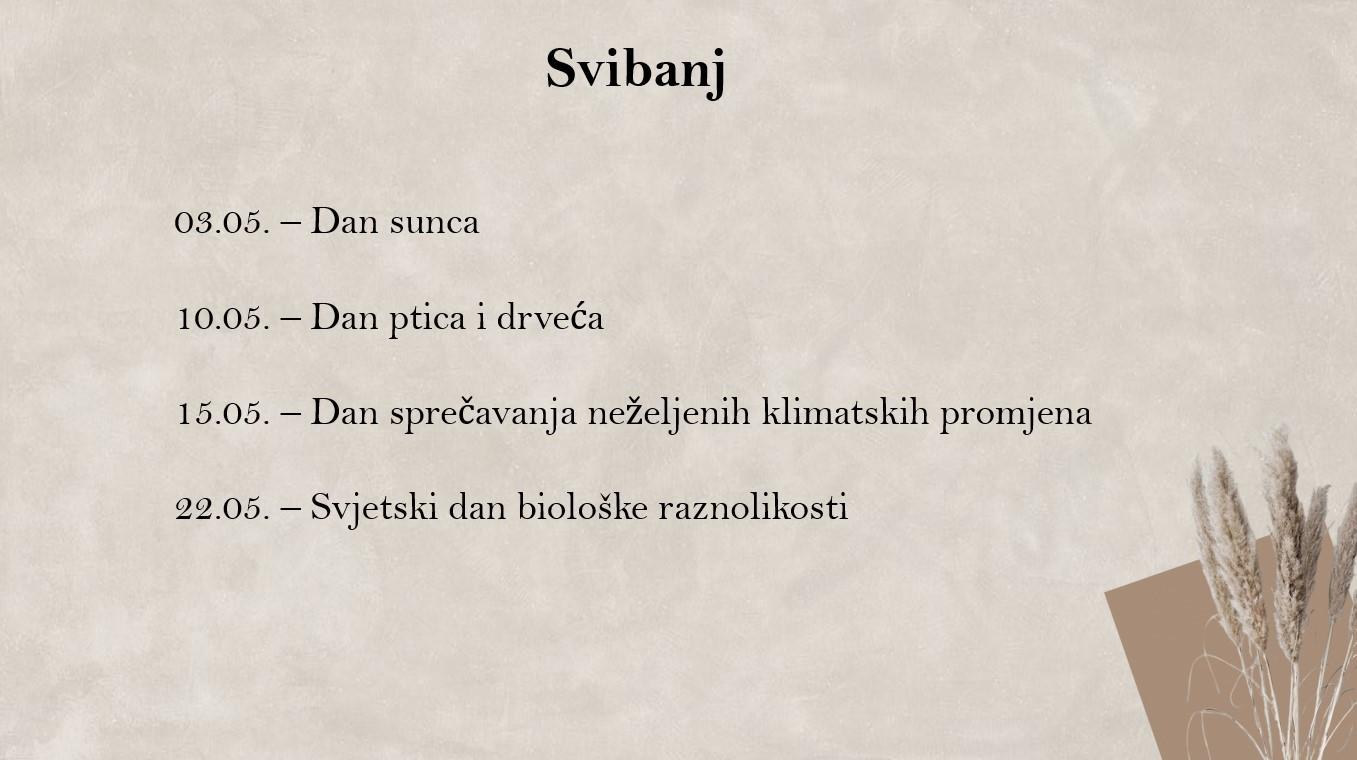 Svibanj
03.05. – Dan sunca
10.05. – Dan ptica i drveća
15.05. – Dan sprečavanja neželjenih klimatskih promjena
22.05. – Svjetski dan biološke raznolikosti